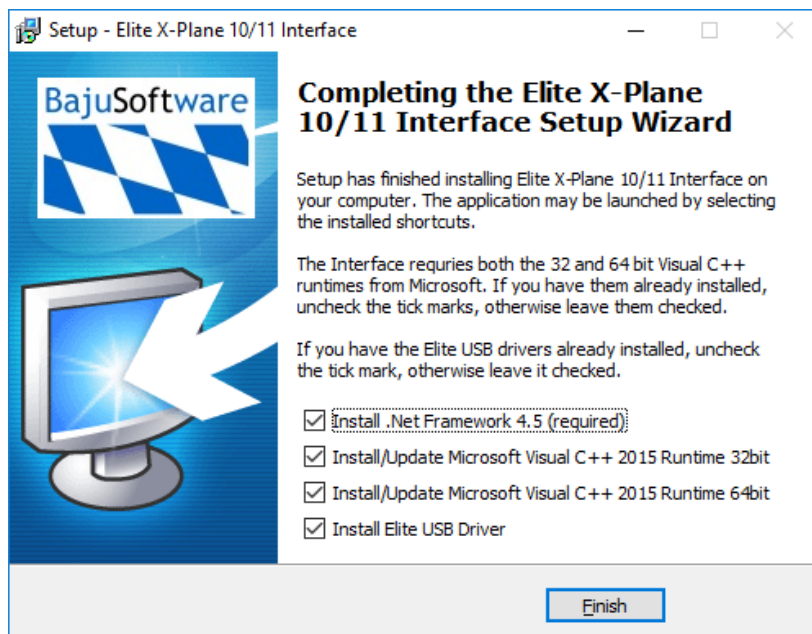 Setup - Elite X-Plane 10/11 Interface
BajuSoftware
Completing the Elite X-Plane
10/11 Interface Setup Wizard
Setup has finished installing Elite X-Plane 10/11 Interface on
your computer. The application may be launched by selecting
the installed shortcuts.
The Interface requries both the 32 and 64 bit Visual C++
runtimes from Microsoft. If you have them already installed,
uncheck the tick marks, otherwise leave them checked.
If you have the Elite USB drivers already installed, uncheck
the tick mark, otherwise leave it checked.
Install .Net Framework 4.5 (required)
Install/Update Microsoft Visual C++ 2015 Runtime 32bit
Install/Update Microsoft Visual C++ 2015 Runtime 64bit
Install Elite USB Driver
Finish